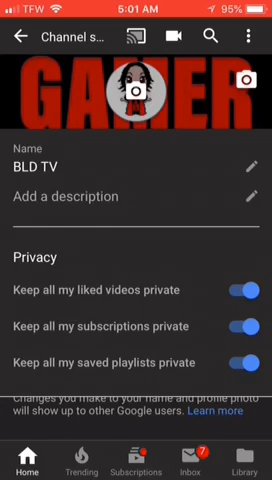 TFW 5:01 AM 95%
Channel s...
GAMER
Name
BLD TV
Add a description
Privacy
Keep all my liked videos private
Keep all my subscriptions private
Keep all my saved playlists private
Changes you make to your name and profile photo
will show up to other Google users. Learn more
7
Home Trending Subscriptions Inbox Library